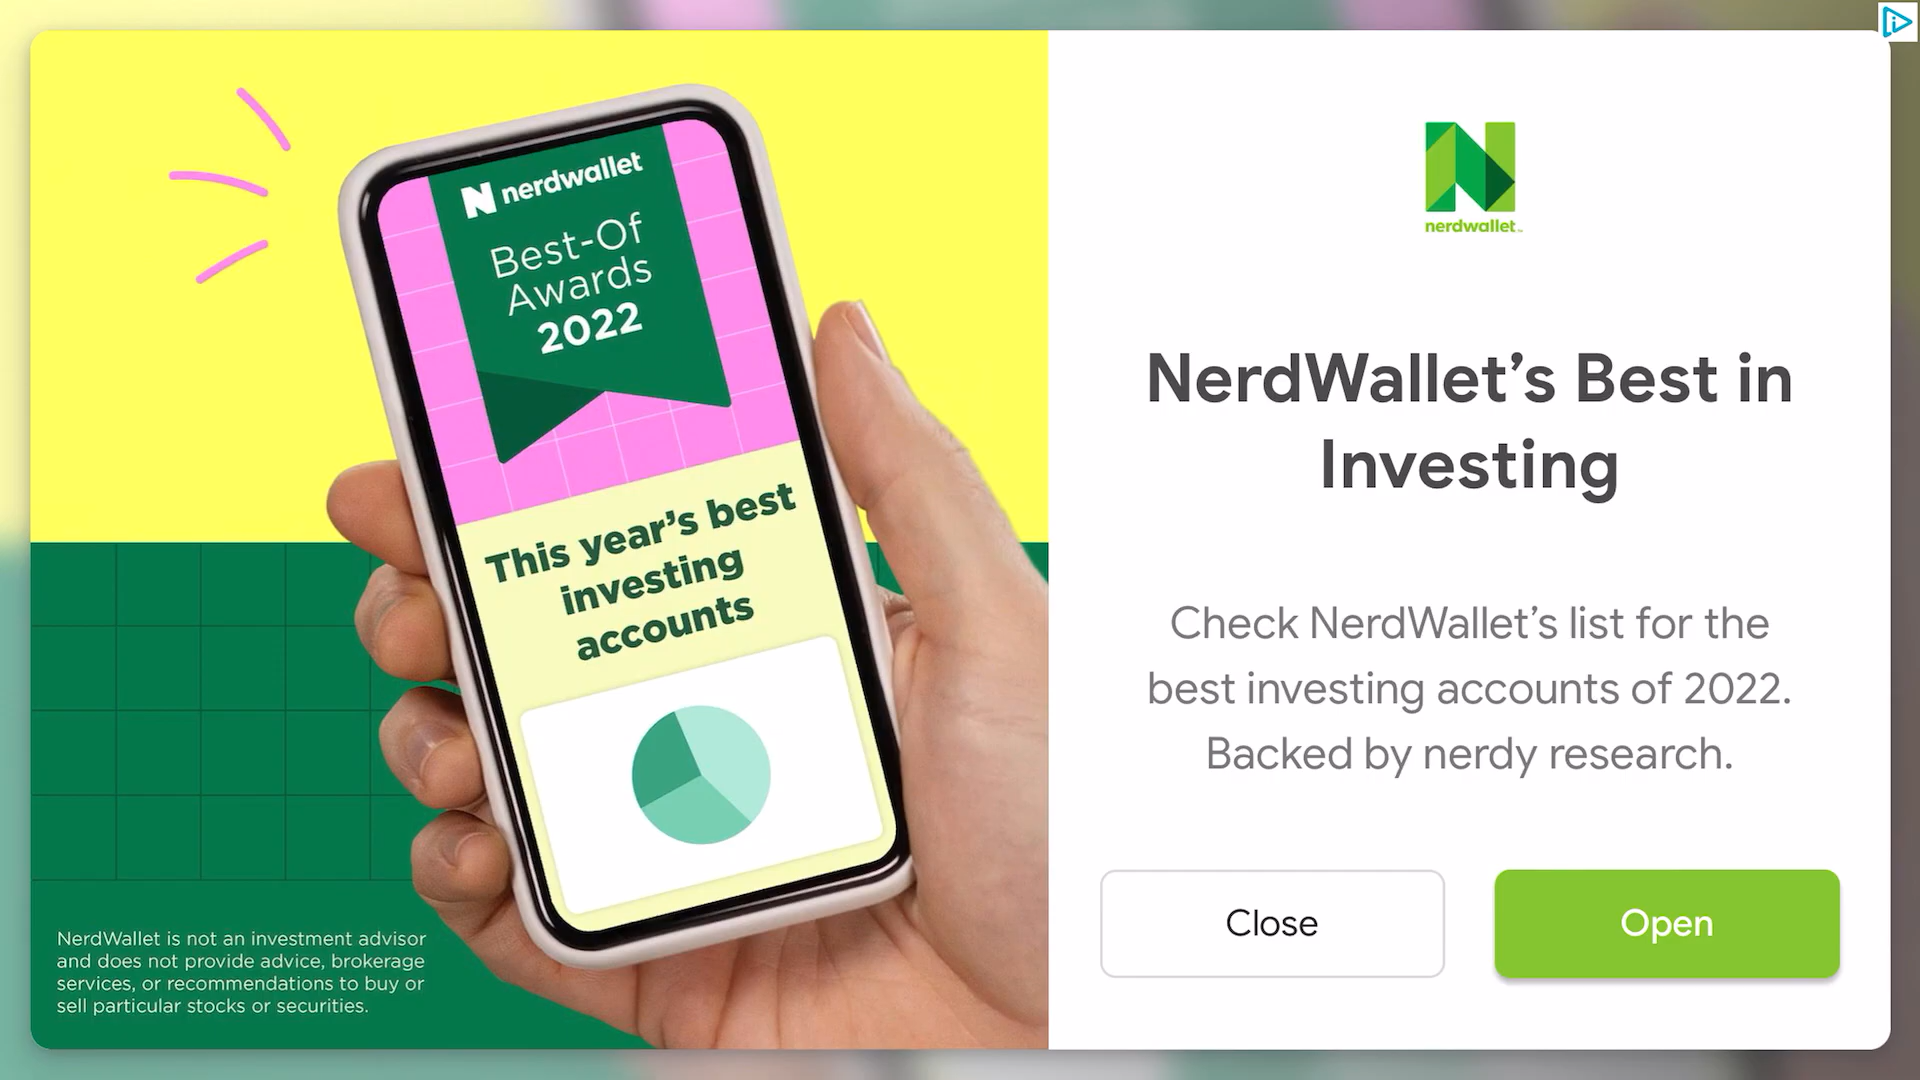 nerdwallet
Best-Of
Awards
2022
This year’s best
investing
accounts
NerdWallet is not an investment advisor
and does not provide advice, brokerage
services, or recommendations to buy or
sell particular stocks or securities.
nerdwallet
NerdWallet’s Best in
Investing
Check NerdWallet’s list for the
best investing accounts of 2022.
Backed by nerdy research.
Close
Open